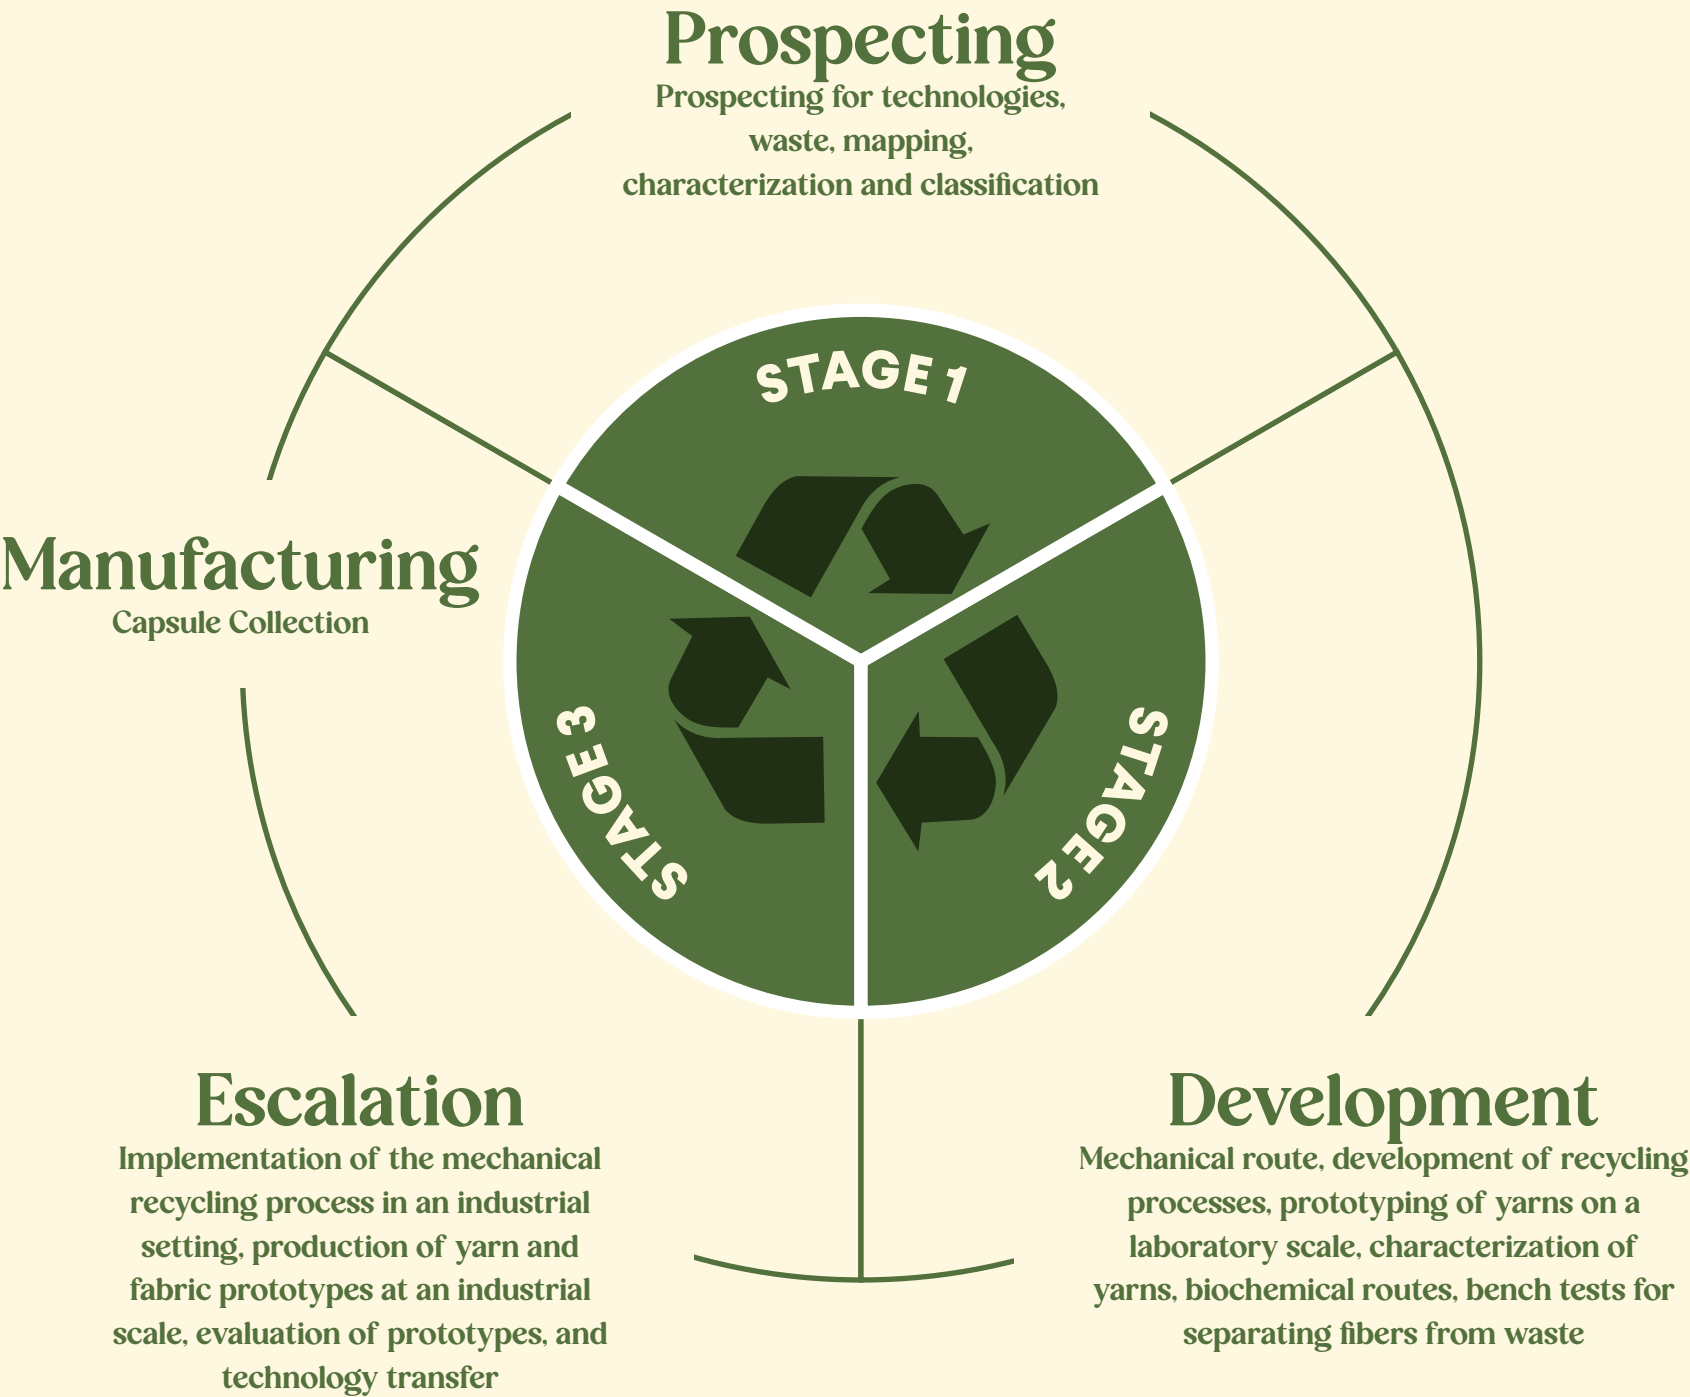 Prospecting
Prospecting for technologies,
waste, mapping,
characterization and classification
STAGE 1
Manufacturing
Capsule Collection
STAGE 3
STAGE 2
Escalation
Implementation of the mechanical
recycling process in an industrial
setting, production of yarn and
fabric prototypes at an industrial
scale, evaluation of prototypes, and
technology transfer
Development
Mechanical route, development of recycling
processes, prototyping of yarns on a
laboratory scale, characterization of
yarns, biochemical routes, bench tests for
separating fibers from waste